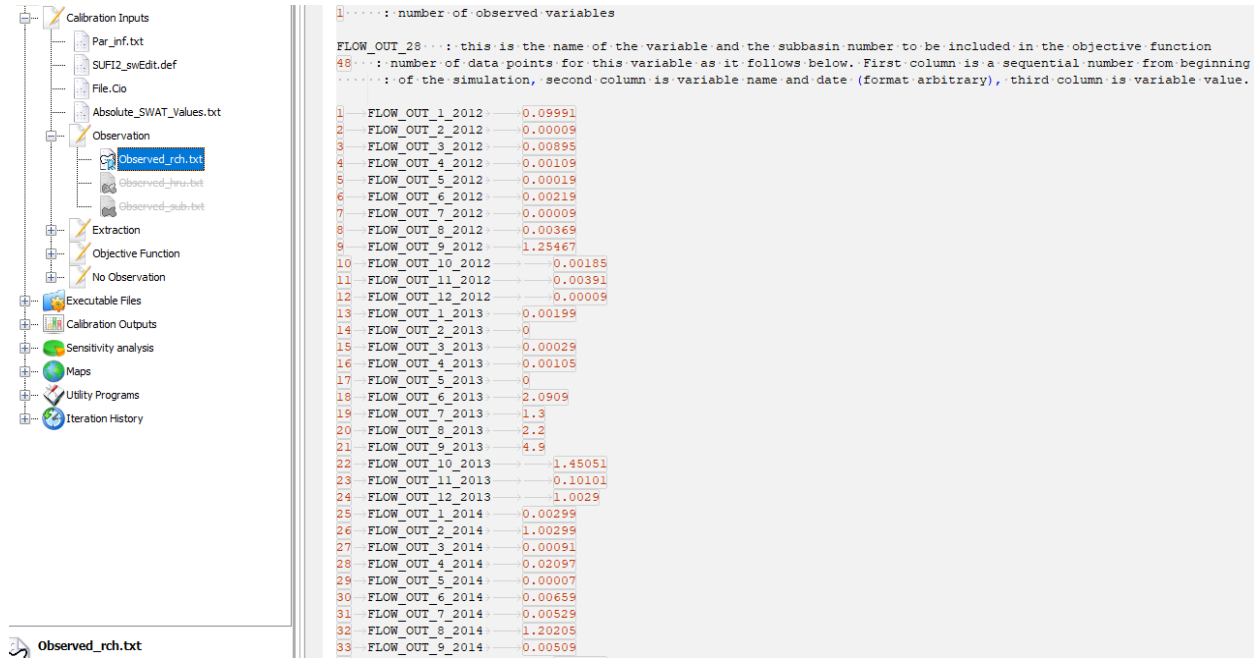 Calibration Inputs
Par_inf.txt
SUFI2_swEdit.def
File.Cio
Absolute_SWAT_Values.txt
Observation
Observed_rch.txt
Observed_hru.txt
Observed_sub.txt
Extraction
Objective Function
No Observation
Executable Files
Calibration Outputs
Sensitivity analysis
Maps
Utility Programs
Iteration History
Observed_rch.txt
1 : number of observed variables
FLOW_OUT_28 : this is the name of the variable and the subbasin number to be included in the objective function
48 : number of data points for this variable as it follows below. First column is a sequential number from beginning
: of the simulation, second column is variable name and date (format arbitrary), third column is variable value.
1 FLOW_OUT_1_2012 0.09991
2 FLOW_OUT_2_2012 0.00009
3 FLOW_OUT_3_2012 0.00895
4 FLOW_OUT_4_2012 0.00109
5 FLOW_OUT_5_2012 0.00019
6 FLOW_OUT_6_2012 0.00219
7 FLOW_OUT_7_2012 0.00009
8 FLOW_OUT_8_2012 0.00369
9 FLOW_OUT_9_2012 1.25467
10 FLOW_OUT_10_2012 0.00185
11 FLOW_OUT_11_2012 0.00391
12 FLOW_OUT_12_2012 0.00009
13 FLOW_OUT_1_2013 0.00199
14 FLOW_OUT_2_2013 0
15 FLOW_OUT_3_2013 0.00029
16 FLOW_OUT_4_2013 0.00105
17 FLOW_OUT_5_2013 0
18 FLOW_OUT_6_2013 2.0909
19 FLOW_OUT_7_2013 1.3
20 FLOW_OUT_8_2013 2.2
21 FLOW_OUT_9_2013 4.9
22 FLOW_OUT_10_2013 1.45051
23 FLOW_OUT_11_2013 0.10101
24 FLOW_OUT_12_2013 1.0029
25 FLOW_OUT_1_2014 0.00299
26 FLOW_OUT_2_2014 1.00299
27 FLOW_OUT_3_2014 0.00091
28 FLOW_OUT_4_2014 0.02097
29 FLOW_OUT_5_2014 0.00007
30 FLOW_OUT_6_2014 0.00659
31 FLOW_OUT_7_2014 0.00529
32 FLOW_OUT_8_2014 1.20205
33 FLOW_OUT_9_2014 0.00509